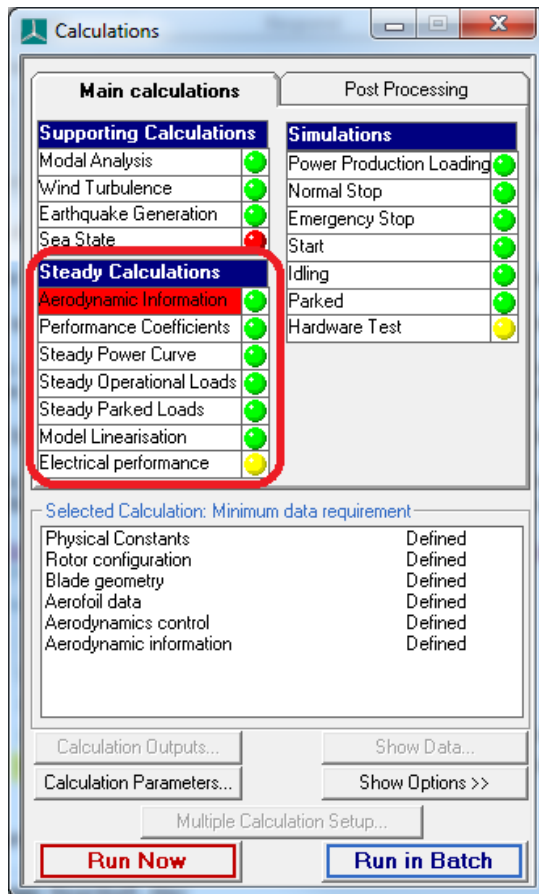 Calculations
Main calculations
Post Processing
Supporting Calculations
Modal Analysis
Wind Turbulence
Earthquake Generation
Sea State
Steady Calculations
Aerodynamic Information
Performance Coefficients
Steady Power Curve
Steady Operational Loads
Steady Parked Loads
Model Linearisation
Electrical performance
Simulations
Power Production Loading
Normal Stop
Emergency Stop
Start
Idling
Parked
Hardware Test
Selected Calculation: Minimum data requirement
Physical Constants Defined
Rotor configuration Defined
Blade geometry Defined
Aerofoil data Defined
Aerodynamics control Defined
Aerodynamic information Defined
Calculation Outputs... Show Data...
Calculation Parameters... Show Options >>
Multiple Calculation Setup...
Run Now Run in Batch